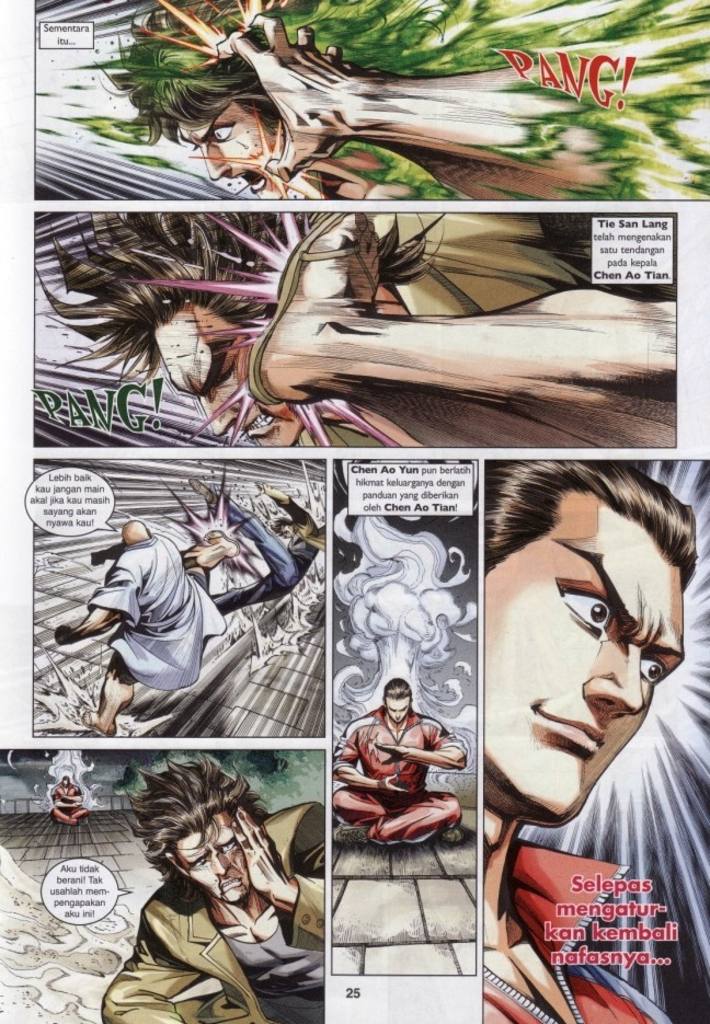 Sementara
itu...
PANG!
Tie San Lang
telah mengenakan
satu tendangan
pada kepala
Chen Ao Tian.
PANG!
Lebih baik
kau jangan main
akal jika kau masih
sayang akan
nyawa kau!
Chen Ao Yun pun berlatih
hikmat keluarganya dengan
panduan yang diberikan
oleh Chen Ao Tian!
Aku tidak
berani! Tak
usahlah mem-
pengapakan
aku ini!
Selepas
mengatur-
kan kembali
nafasnya...
25